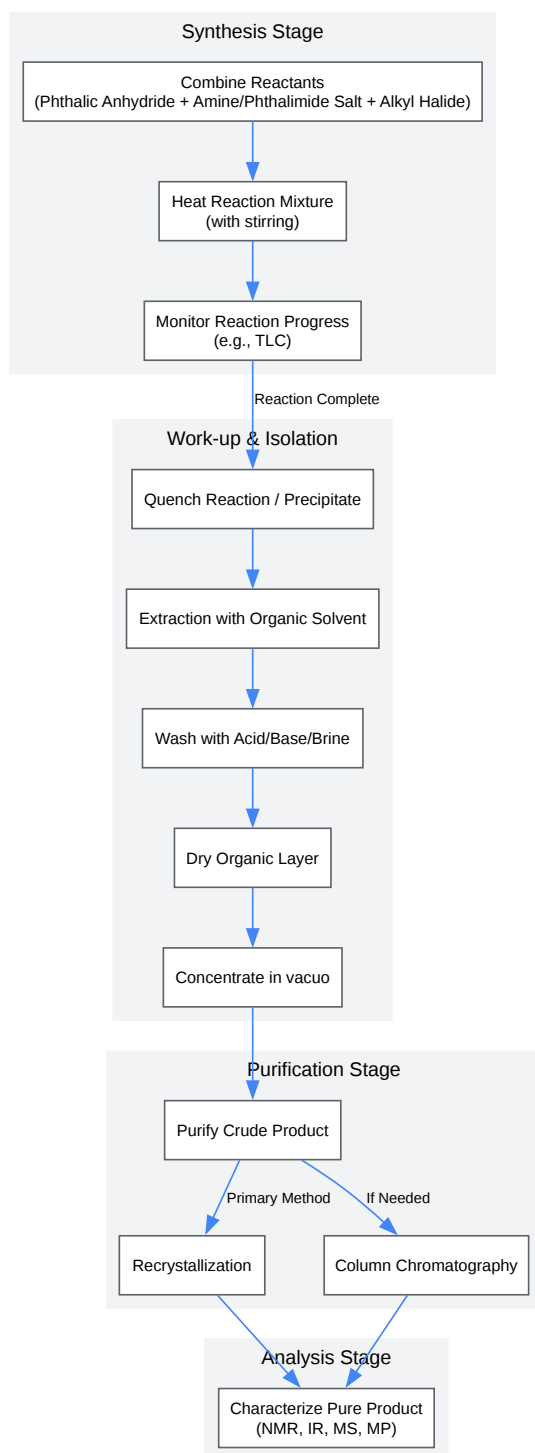 Synthesis Stage
Combine Reactants
(Phthalic Anhydride + Amine/Phthalimide Salt + Alkyl Halide)
Heat Reaction Mixture
(with stirring)
Monitor Reaction Progress
(e.g., TLC)
Reaction Complete
Work-up & Isolation
Quench Reaction / Precipitate
Extraction with Organic Solvent
Wash with Acid/Base/Brine
Dry Organic Layer
Concentrate in vacuo
Purification Stage
Purify Crude Product
Primary Method
If Needed
Recrystallization
Column Chromatography
Analysis Stage
Characterize Pure Product
(NMR, IR, MS, MP)